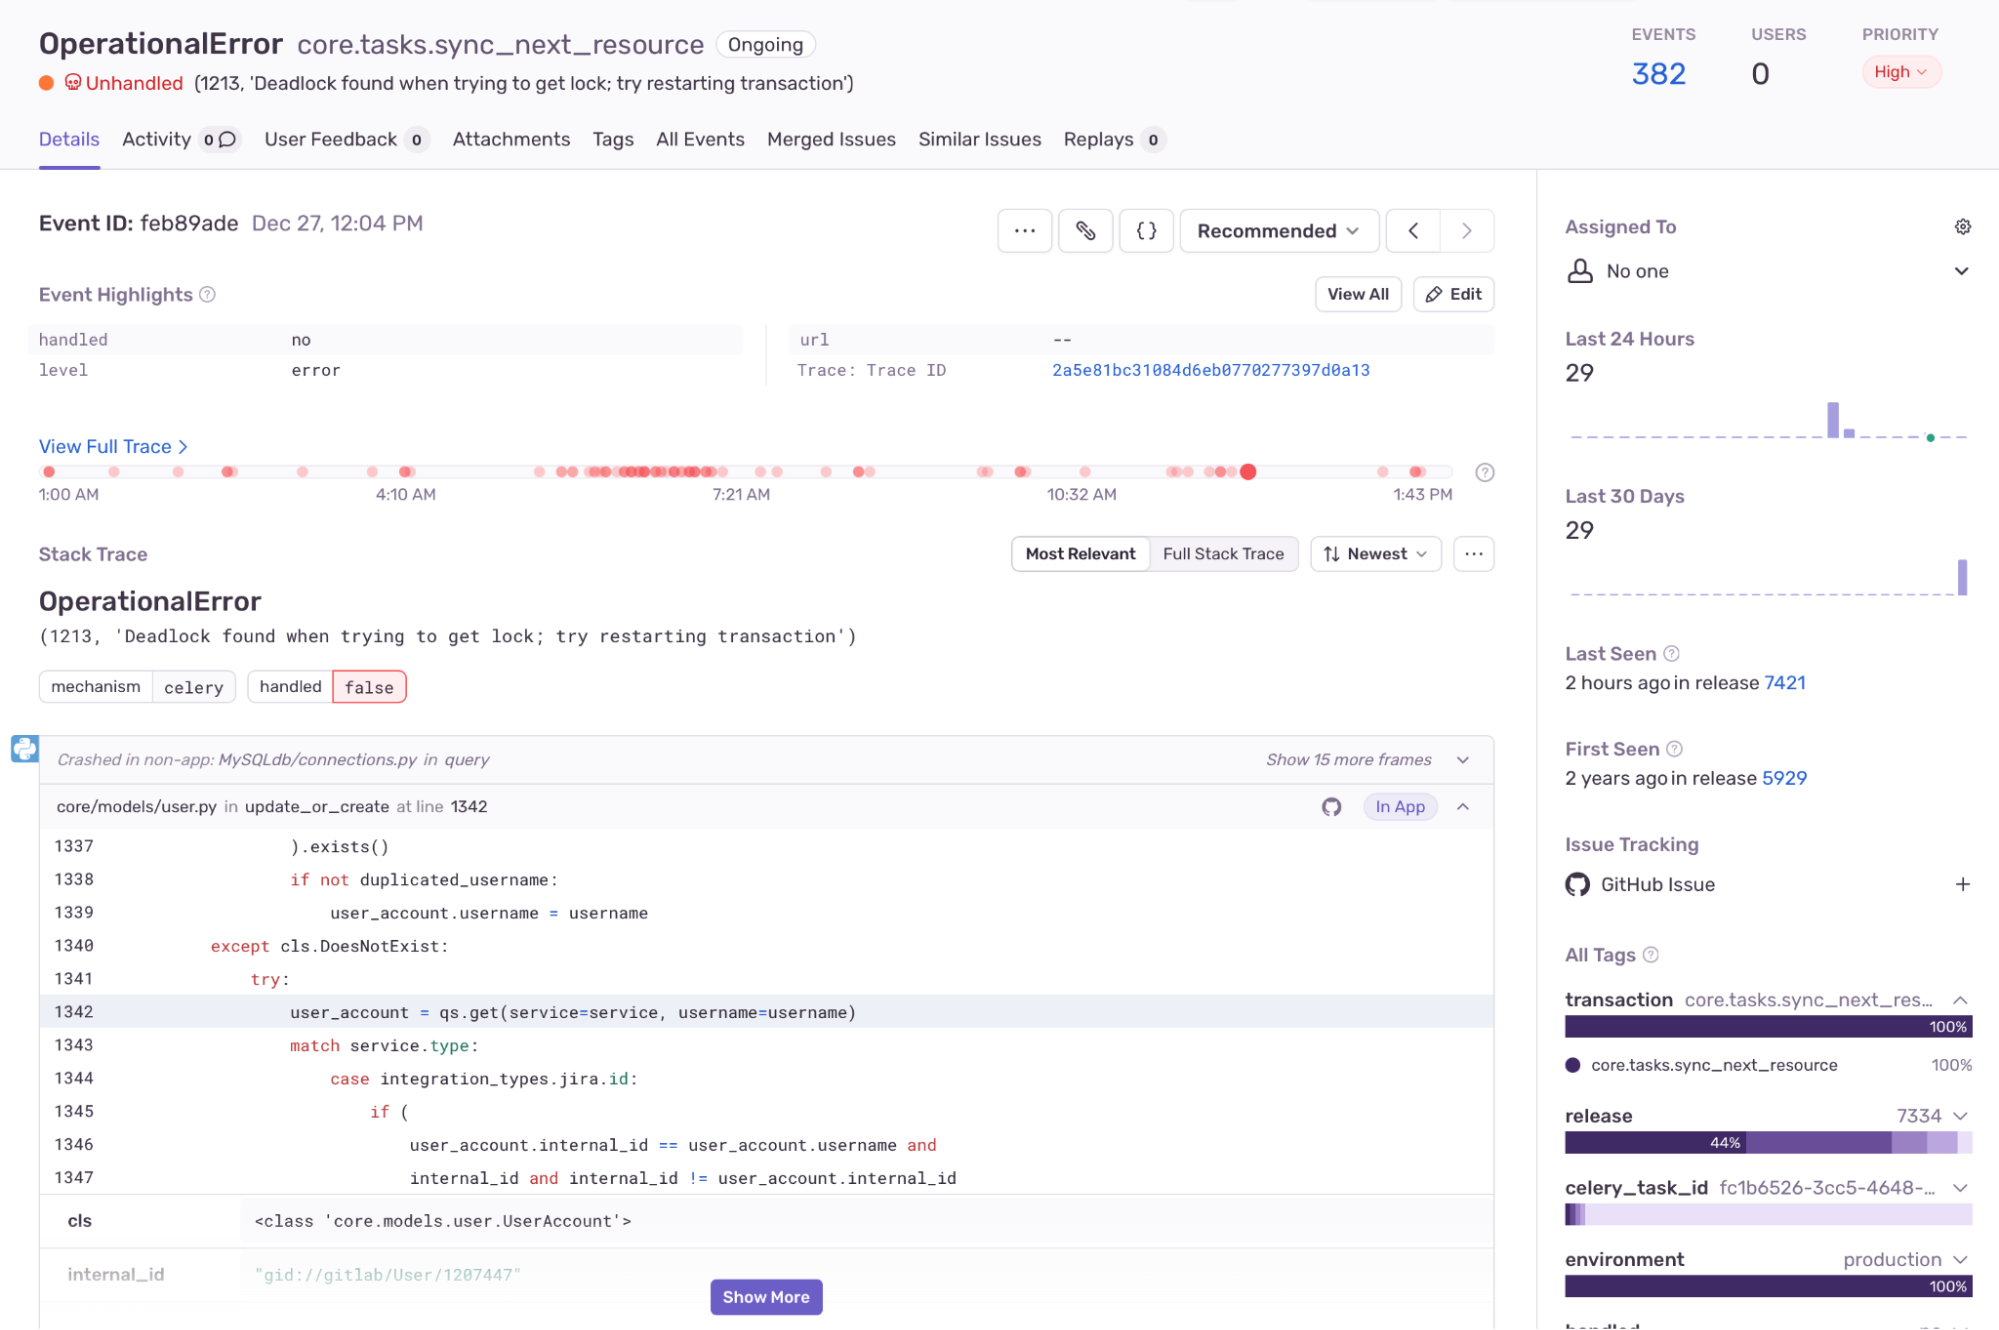 OperationalError core.tasks.sync_next_resource Ongoing
EVENTS USERS PRIORITY
382 0 High
Unhandled (1213, 'Deadlock found when trying to get lock; try restarting transaction')
Details Activity 0 User Feedback 0 Attachments Tags All Events Merged Issues Similar Issues Replays 0
Event ID: feb89ade Dec 27, 12:04 PM
... {} Recommended
Event Highlights ?
View All Edit
handled no
level error
url --
Trace: Trace ID 2a5e81bc31084d6eb0770277397d0a13
View Full Trace >
1:00 AM 4:10 AM 7:21 AM 10:32 AM 1:43 PM
?
Stack Trace
Most Relevant Full Stack Trace Newest ...
OperationalError
(1213, 'Deadlock found when trying to get lock; try restarting transaction')
mechanism celery handled false
Crashed in non-app: MySQLdb/connections.py in query Show 15 more frames
core/models/user.py in update_or_create at line 1342 In App
1337 ).exists()
1338 if not duplicated_username:
1339 user_account.username = username
1340 except cls.DoesNotExist:
1341 try:
1342 user_account = qs.get(service=service, username=username)
1343 match service.type:
1344 case integration_types.jira.id:
1345 if (
1346 user_account.internal_id == user_account.username and
1347 internal_id and internal_id != user_account.internal_id
cls <class 'core.models.user.UserAccount'>
internal_id "gid://gitlab/User/1207447"
Show More
Assigned To
No one
Last 24 Hours
29
Last 30 Days
29
Last Seen ?
2 hours ago in release 7421
First Seen ?
2 years ago in release 5929
Issue Tracking
GitHub Issue +
All Tags ?
transaction core.tasks.sync_next_res...
100%
core.tasks.sync_next_resource 100%
release 7334
44%
celery_task_id fc1b6526-3cc5-4648-...
environment production
100%